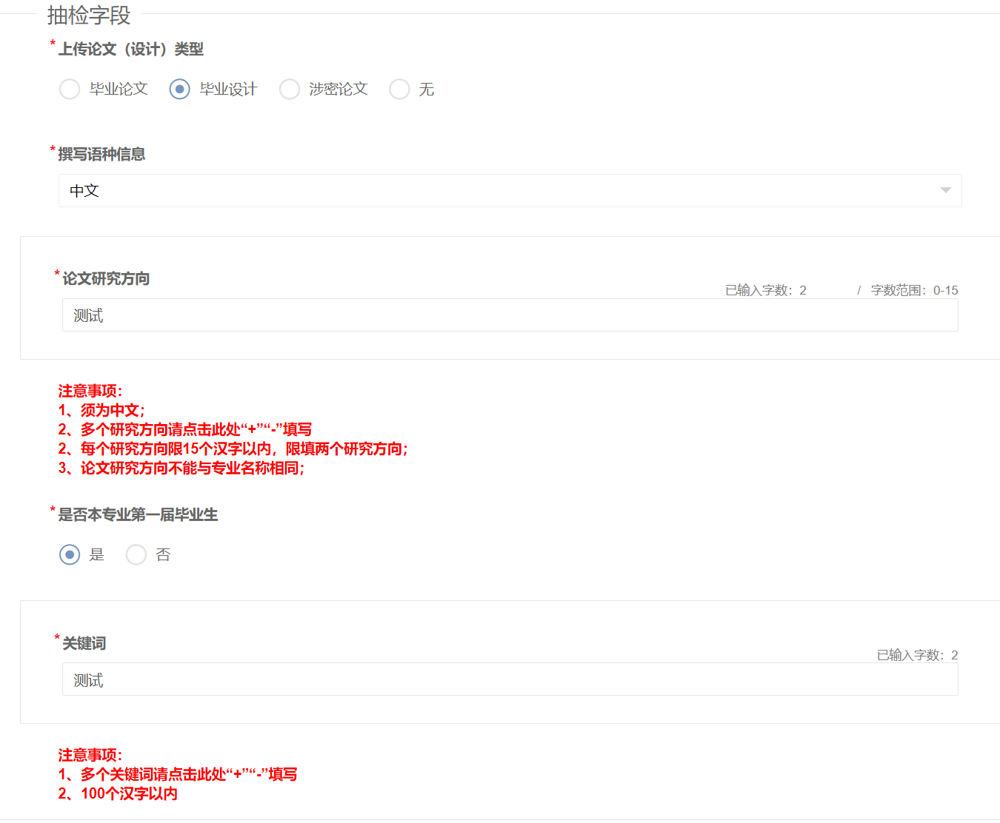 抽检字段
*上传论文（设计）类型
毕业论文 毕业设计 涉密论文 无
*撰写语种信息
中文
*论文研究方向
已输入字数：2 / 字数范围：0-15
测试
注意事项：
1、须为中文；
2、多个研究方向请点击此处“+”“-”填写
2、每个研究方向限15个汉字以内，限填两个研究方向；
3、论文研究方向不能与专业名称相同；
*是否本专业第一届毕业生
是 否
*关键词
已输入字数：2
测试
注意事项：
1、多个关键词请点击此处“+”“-”填写
2、100个汉字以内